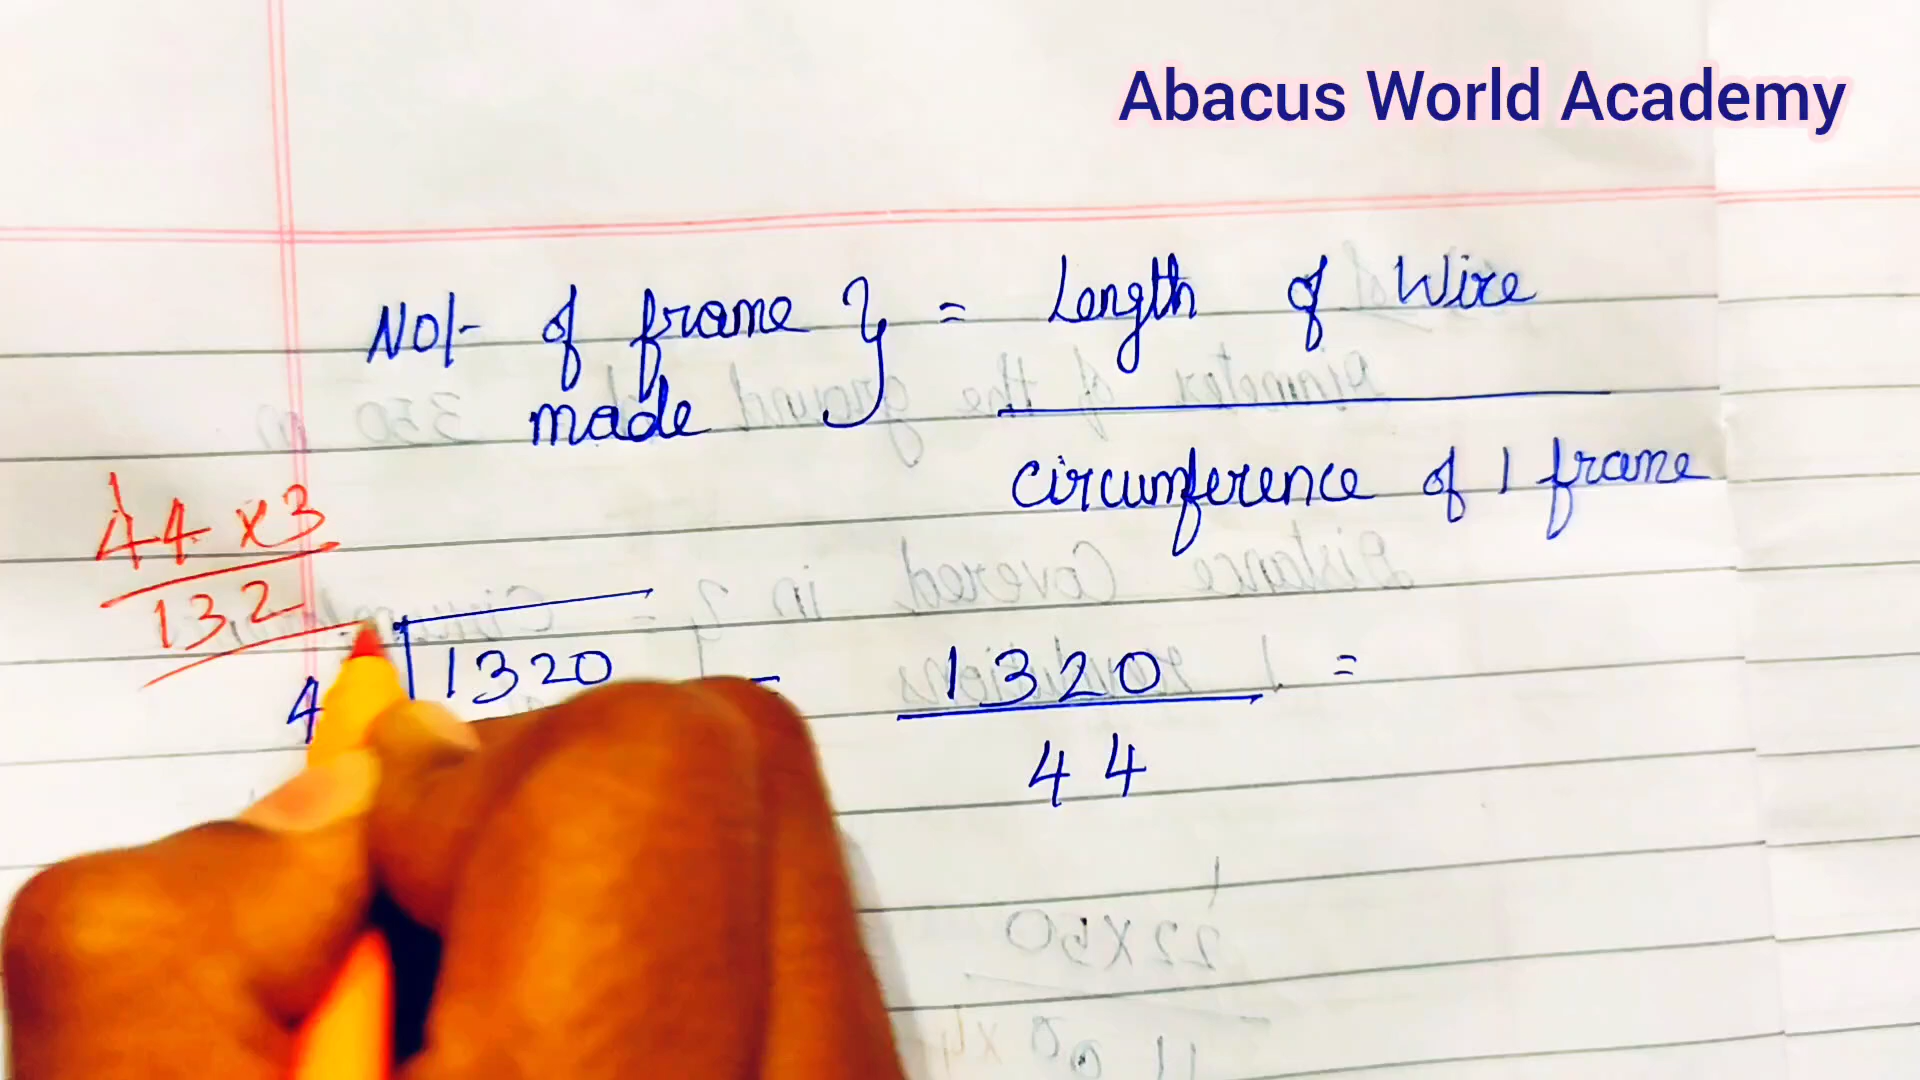 Abacus World Academy
No/- of frame } = Length of Wire
made
circumference of 1 frame
44 x3
132
4 1320 = 1320 =
44